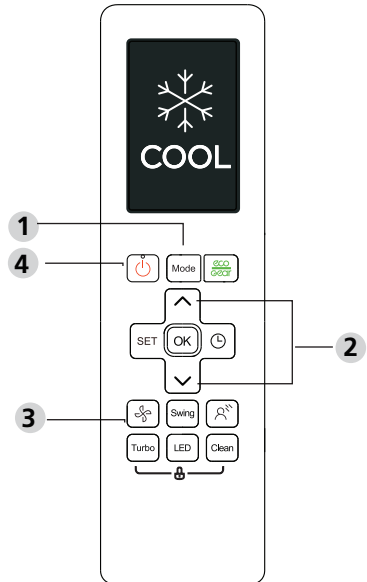 COOL
1
4
Mode
eco
GEAR
SET
OK
2
3
Swing
Turbo
LED
Clean